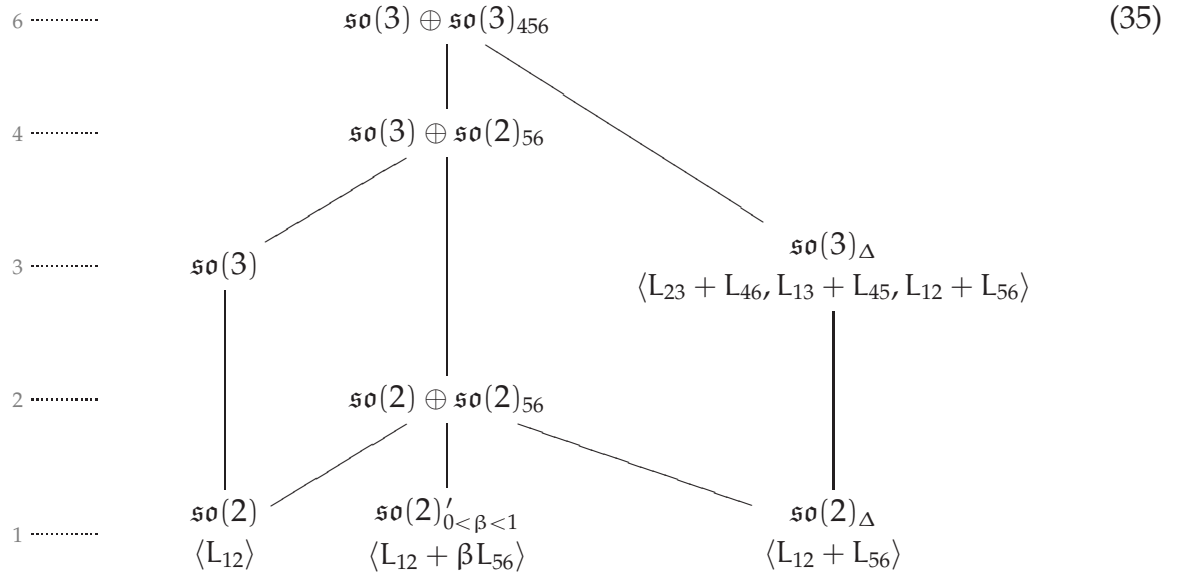 6 𝔰𝔬(3) ⊕ 𝔰𝔬(3)₄₅₆ (35)
4 𝔰𝔬(3) ⊕ 𝔰𝔬(2)₅₆
3 𝔰𝔬(3) 𝔰𝔬(3)_Δ
⟨L₂₃ + L₄₆, L₁₃ + L₄₅, L₁₂ + L₅₆⟩
2 𝔰𝔬(2) ⊕ 𝔰𝔬(2)₅₆
1 𝔰𝔬(2) 𝔰𝔬(2)′_{0<β<1} 𝔰𝔬(2)_Δ
⟨L₁₂⟩ ⟨L₁₂ + βL₅₆⟩ ⟨L₁₂ + L₅₆⟩